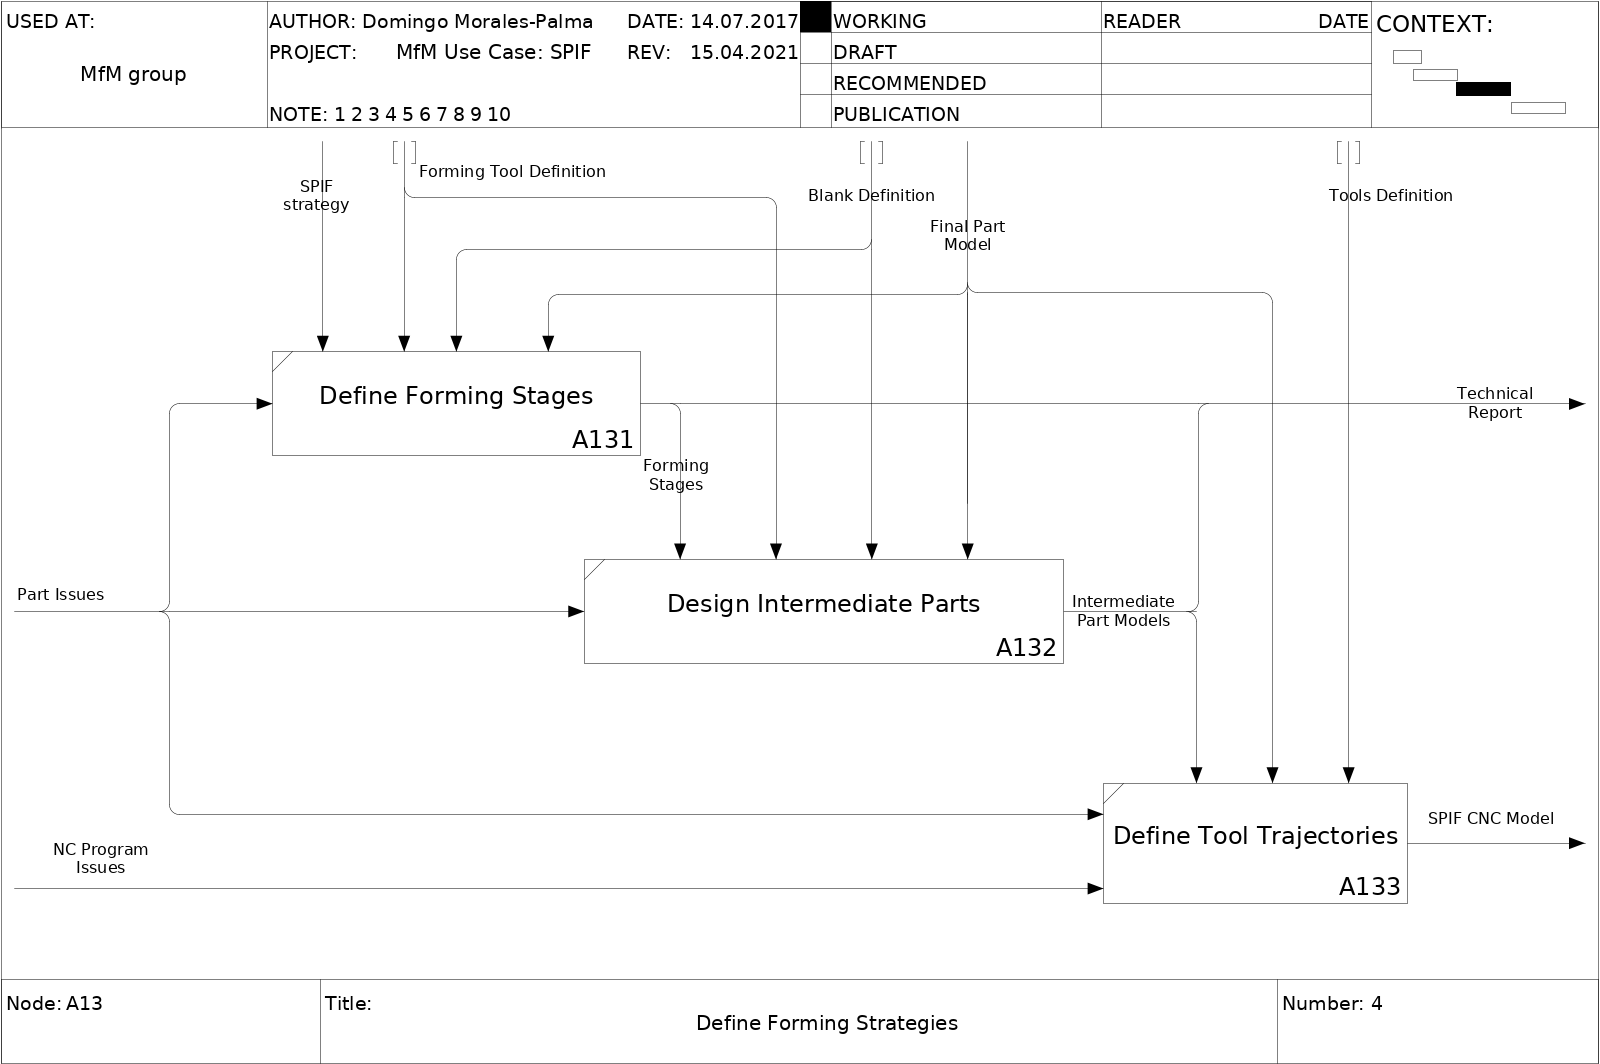 USED AT:
MfM group
AUTHOR: Domingo Morales-Palma
DATE: 14.07.2017
PROJECT: MfM Use Case: SPIF
REV: 15.04.2021
NOTE: 1 2 3 4 5 6 7 8 9 10
WORKING
DRAFT
RECOMMENDED
PUBLICATION
READER
DATE
CONTEXT:
SPIF
strategy
Forming Tool Definition
Blank Definition
Final Part
Model
Tools Definition
Define Forming Stages
A131
Technical
Report
Forming
Stages
Part Issues
Design Intermediate Parts
A132
Intermediate
Part Models
NC Program
Issues
Define Tool Trajectories
A133
SPIF CNC Model
Node: A13
Title:
Define Forming Strategies
Number: 4